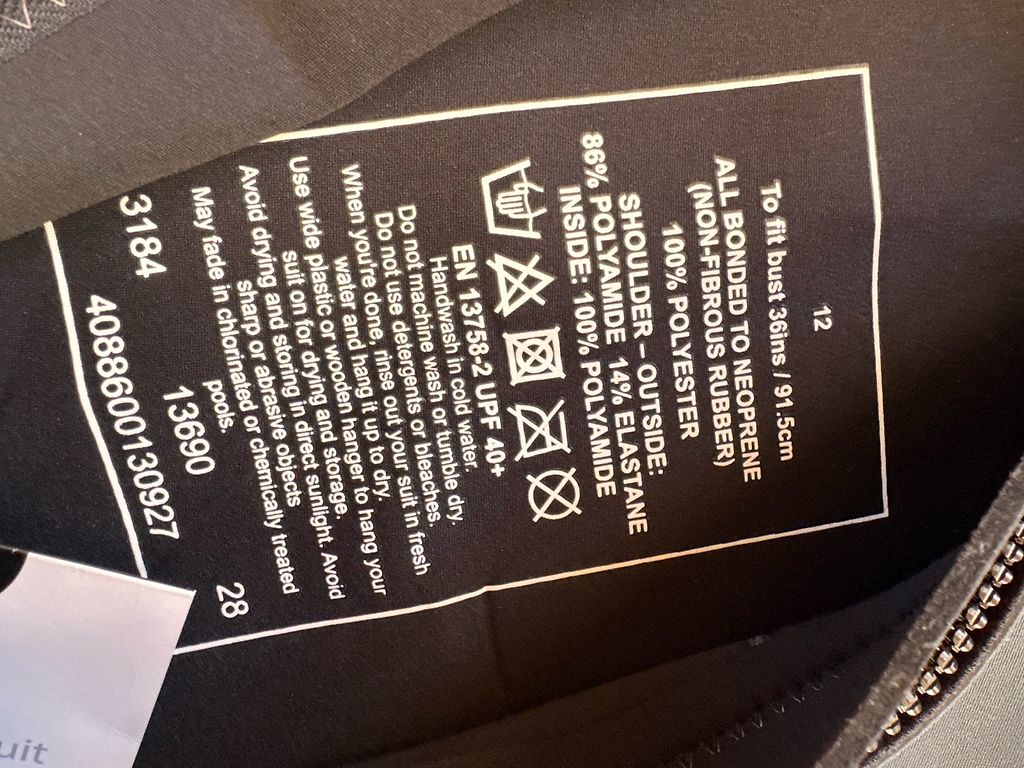 12
To fit bust 36ins / 91.5cm
ALL BONDED TO NEOPRENE
(NON-FIBROUS RUBBER)
100% POLYESTER
SHOULDER – OUTSIDE:
86% POLYAMIDE 14% ELASTANE
INSIDE: 100% POLYAMIDE
EN 13758-2 UPF 40+
Handwash in cold water.
Do not machine wash or tumble dry.
Do not use detergents or bleaches.
When you're done, rinse out your suit in fresh
water and hang it up to dry.
Use wide plastic or wooden hanger to hang your
suit on for drying and storage.
Avoid drying and storing in direct sunlight. Avoid
sharp or abrasive objects
May fade in chlorinated or chemically treated
pools.
3184 13690 28
4088600130927
uit